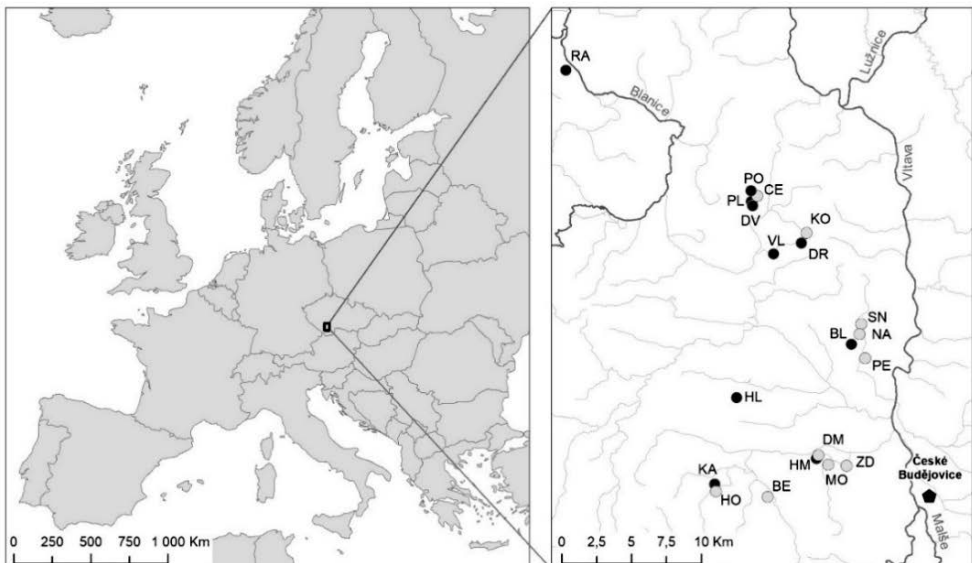 0 250 500 750 1 000 Km
RA
Blanice
Lužnice
Vltava
PO
CE
PL
DV
KO
VL
DR
SN
BL
NA
PE
HL
DM
HM
MO
ZD
České
Budějovice
KA
HO
BE
Malše
0 2,5 5 7,5 10 Km